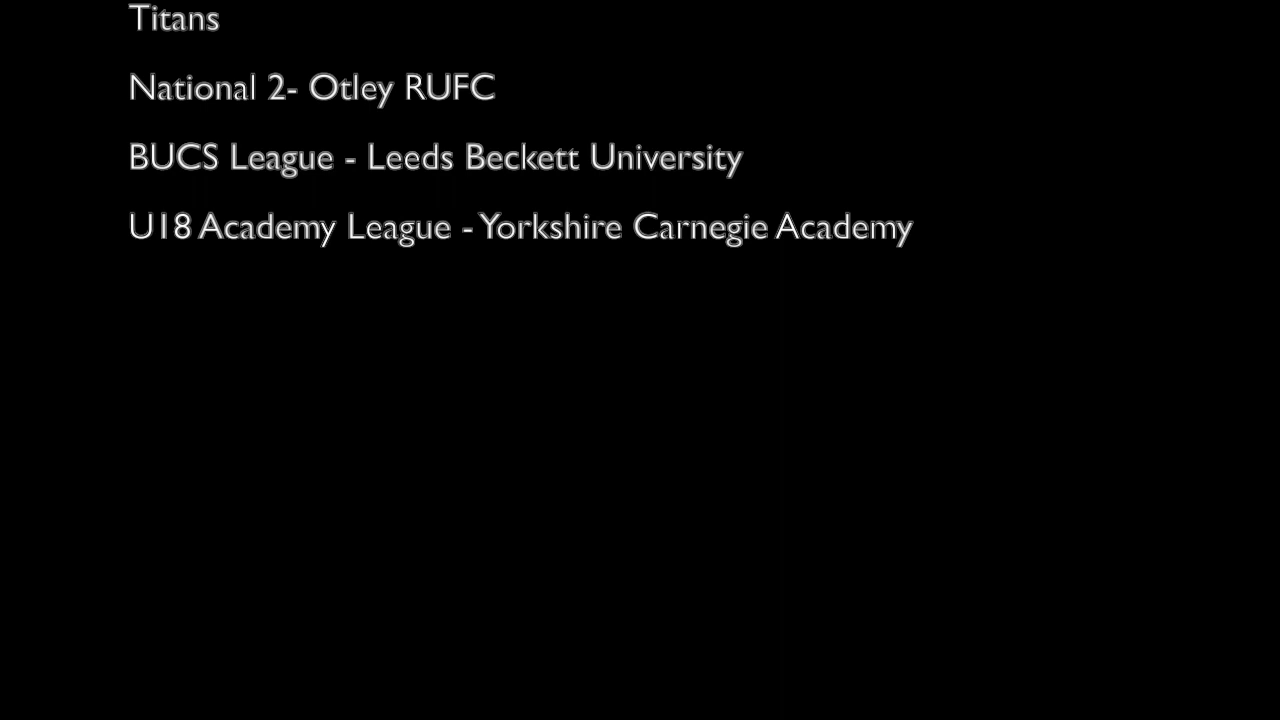 Titans
National 2- Otley RUFC
BUCS League - Leeds Beckett University
U18 Academy League - Yorkshire Carnegie Academy